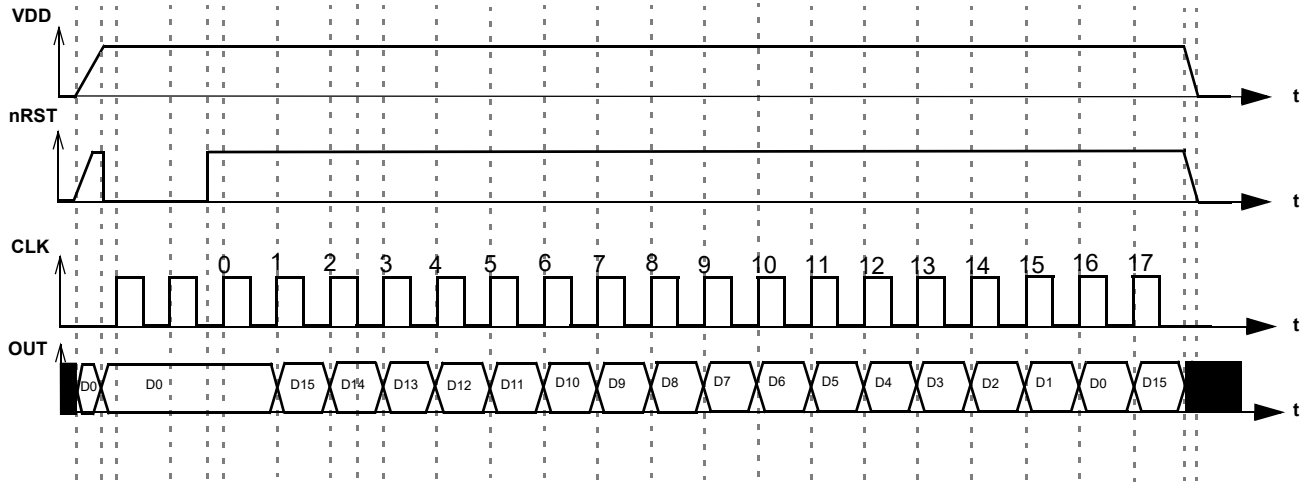 VDD
t
nRST
t
CLK
0 1 2 3 4 5 6 7 8 9 10 11 12 13 14 15 16 17
t
OUT
D0 D0 D15 D14 D13 D12 D11 D10 D9 D8 D7 D6 D5 D4 D3 D2 D1 D0 D15
t